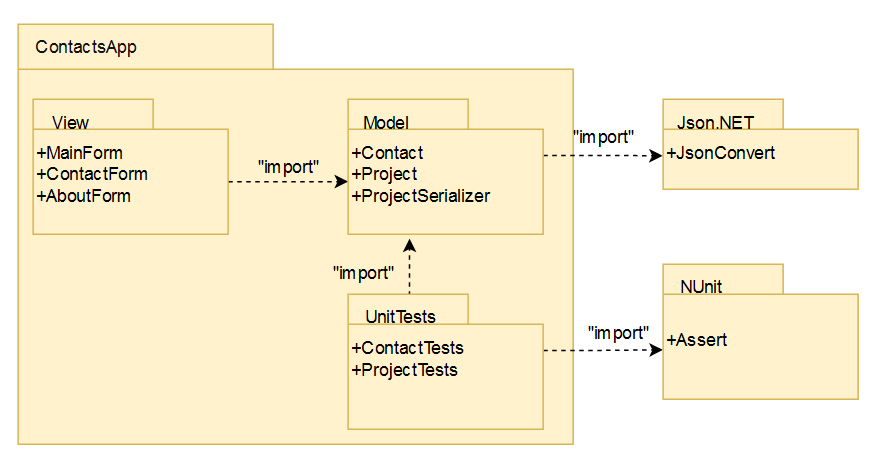 ContactsApp
View
+MainForm
+ContactForm
+AboutForm
"import"
Model
+Contact
+Project
+ProjectSerializer
"import"
Json.NET
+JsonConvert
"import"
UnitTests
+ContactTests
+ProjectTests
"import"
NUnit
+Assert